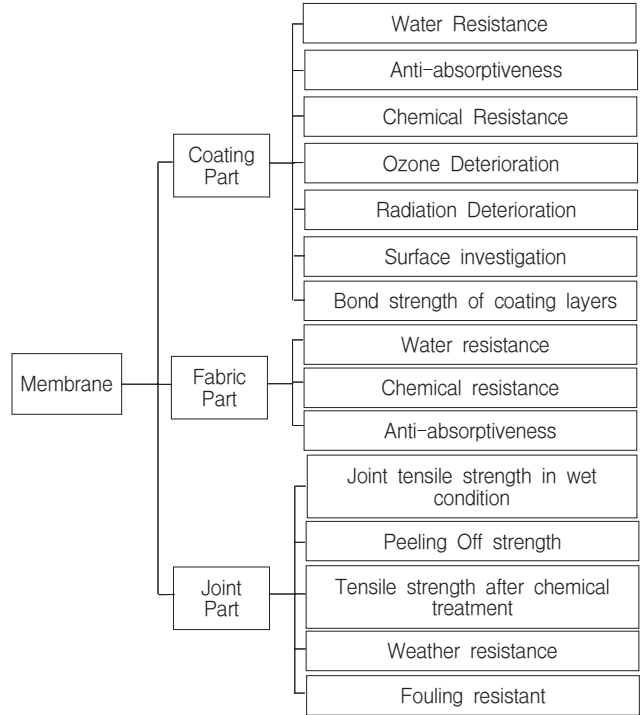 Water Resistance
Anti-absorptiveness
Chemical Resistance
Coating
Part
Ozone Deterioration
Radiation Deterioration
Surface investigation
Bond strength of coating layers
Water resistance
Membrane
Fabric
Part
Chemical resistance
Anti-absorptiveness
Joint tensile strength in wet
condition
Peeling Off strength
Joint
Part
Tensile strength after chemical
treatment
Weather resistance
Fouling resistant